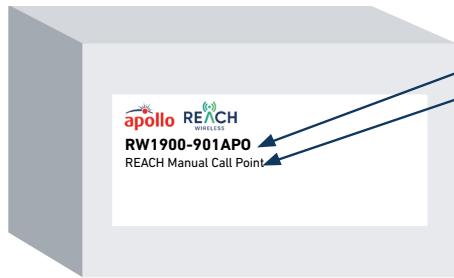 apollo REACH
WIRELESS
RW1900-901APO
REACH Manual Call Point